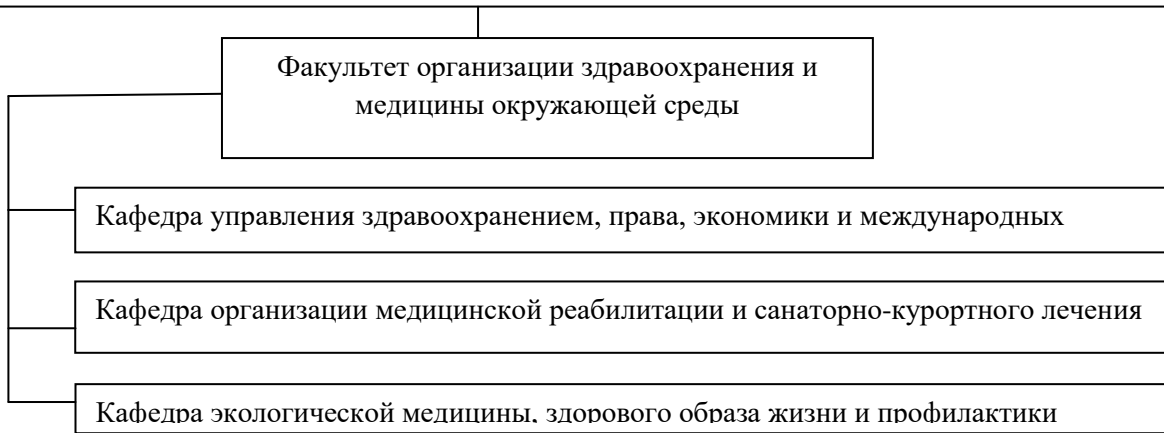 Факультет организации здравоохранения и
медицины окружающей среды
Кафедра управления здравоохранением, права, экономики и международных
Кафедра организации медицинской реабилитации и санаторно-курортного лечения
Кафедра экологической медицины, здорового образа жизни и профилактики